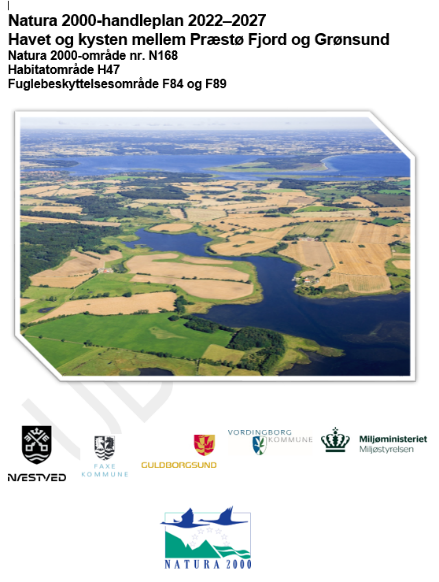 Natura 2000-handleplan 2022–2027
Havet og kysten mellem Præstø Fjord og Grønsund
Natura 2000-område nr. N168
Habitatområde H47
Fuglebeskyttelsesområde F84 og F89
NÆSTVED
FAXE
KOMMUNE
GULDBORGSUND
VORDINGBORG
KOMMUNE
Miljøministeriet
Miljøstyrelsen
NATURA 2000